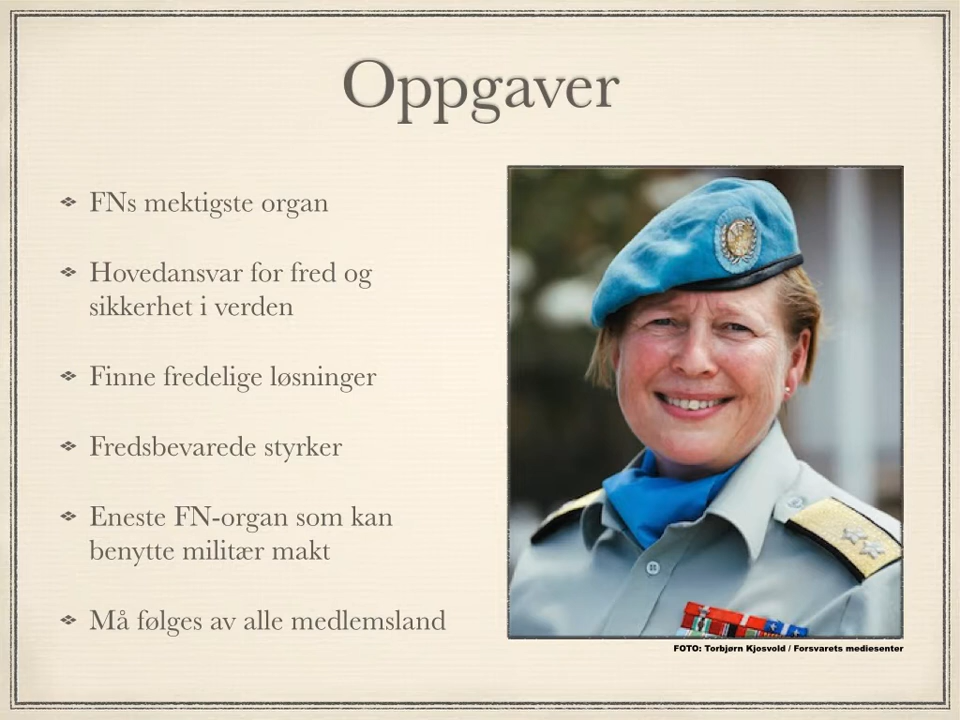 Oppgaver
FNs mektigste organ
Hovedansvar for fred og
sikkerhet i verden
Finne fredelige løsninger
Fredsbevarede styrker
Eneste FN-organ som kan
benytte militær makt
Må følges av alle medlemsland
FOTO: Torbjørn Kjosvold / Forsvarets mediesenter